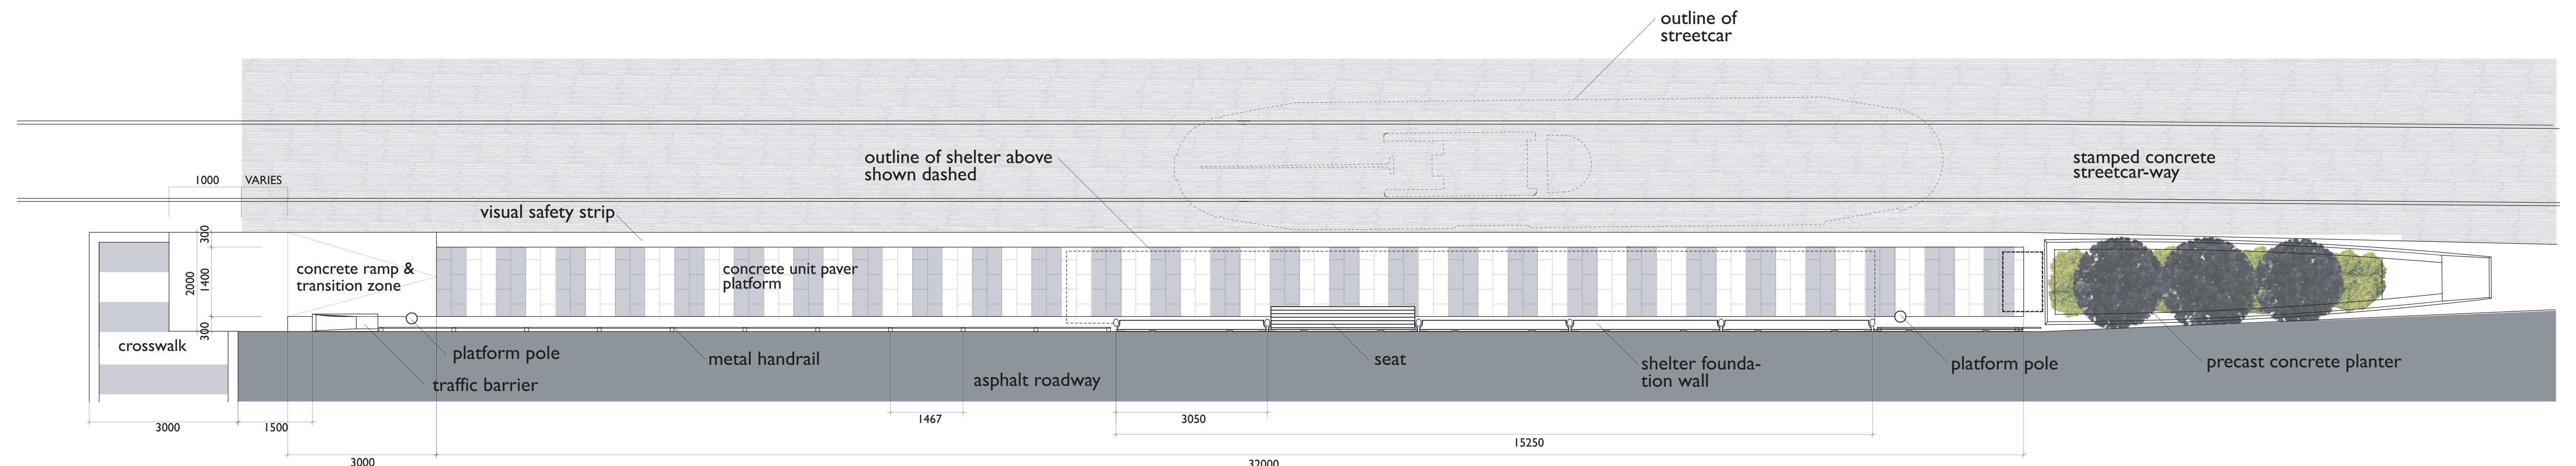 outline of
streetcar
outline of shelter above
shown dashed
stamped concrete
streetcar-way
1000
VARIES
visual safety strip
300
2000
1400
300
concrete ramp &
transition zone
concrete unit paver
platform
crosswalk
platform pole
traffic barrier
metal handrail
asphalt roadway
seat
shelter founda-
tion wall
platform pole
precast concrete planter
3000
1500
1467
3050
15250
3000
32000